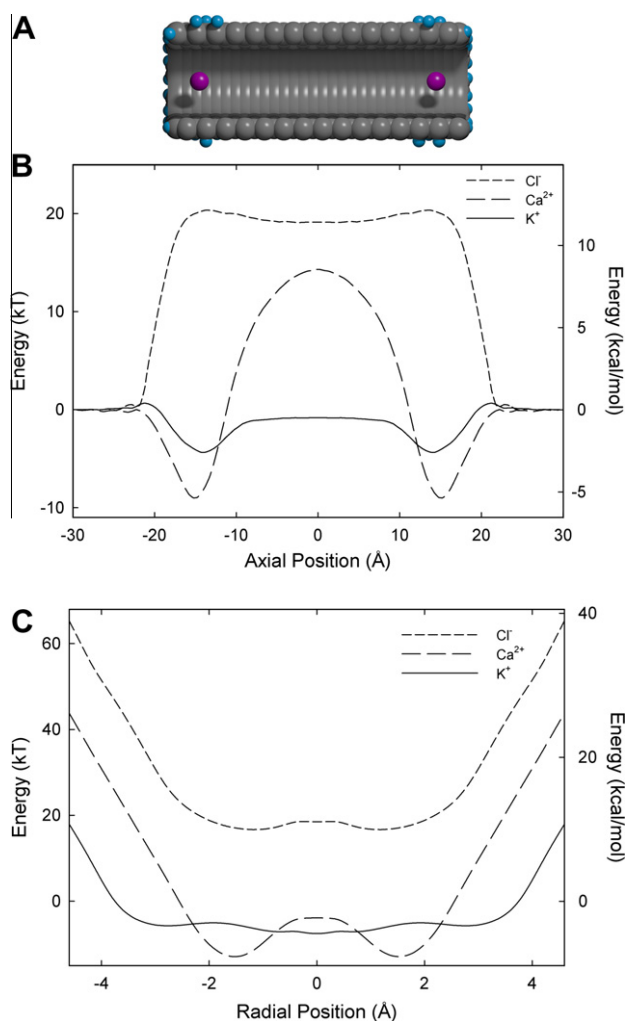 A
B
Cl-
Ca2+
K+
20
10
0
-10
10
5
0
-5
Energy (kT)
Energy (kcal/mol)
-30 -20 -10 0 10 20 30
Axial Position (Å)
C
Cl-
Ca2+
K+
60
40
20
0
40
20
0
Energy (kT)
Energy (kcal/mol)
-4 -2 0 2 4
Radial Position (Å)